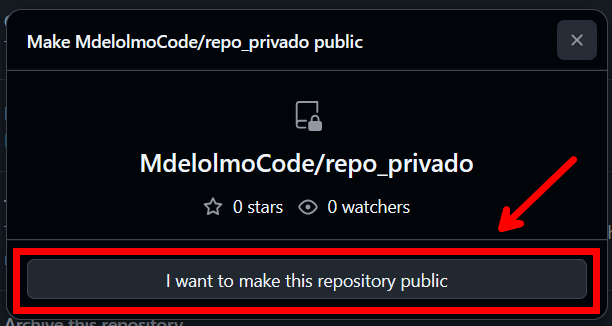 Make MdelolmoCode/repo_privado public
MdelolmoCode/repo_privado
0 stars 0 watchers
I want to make this repository public
Archive this repository